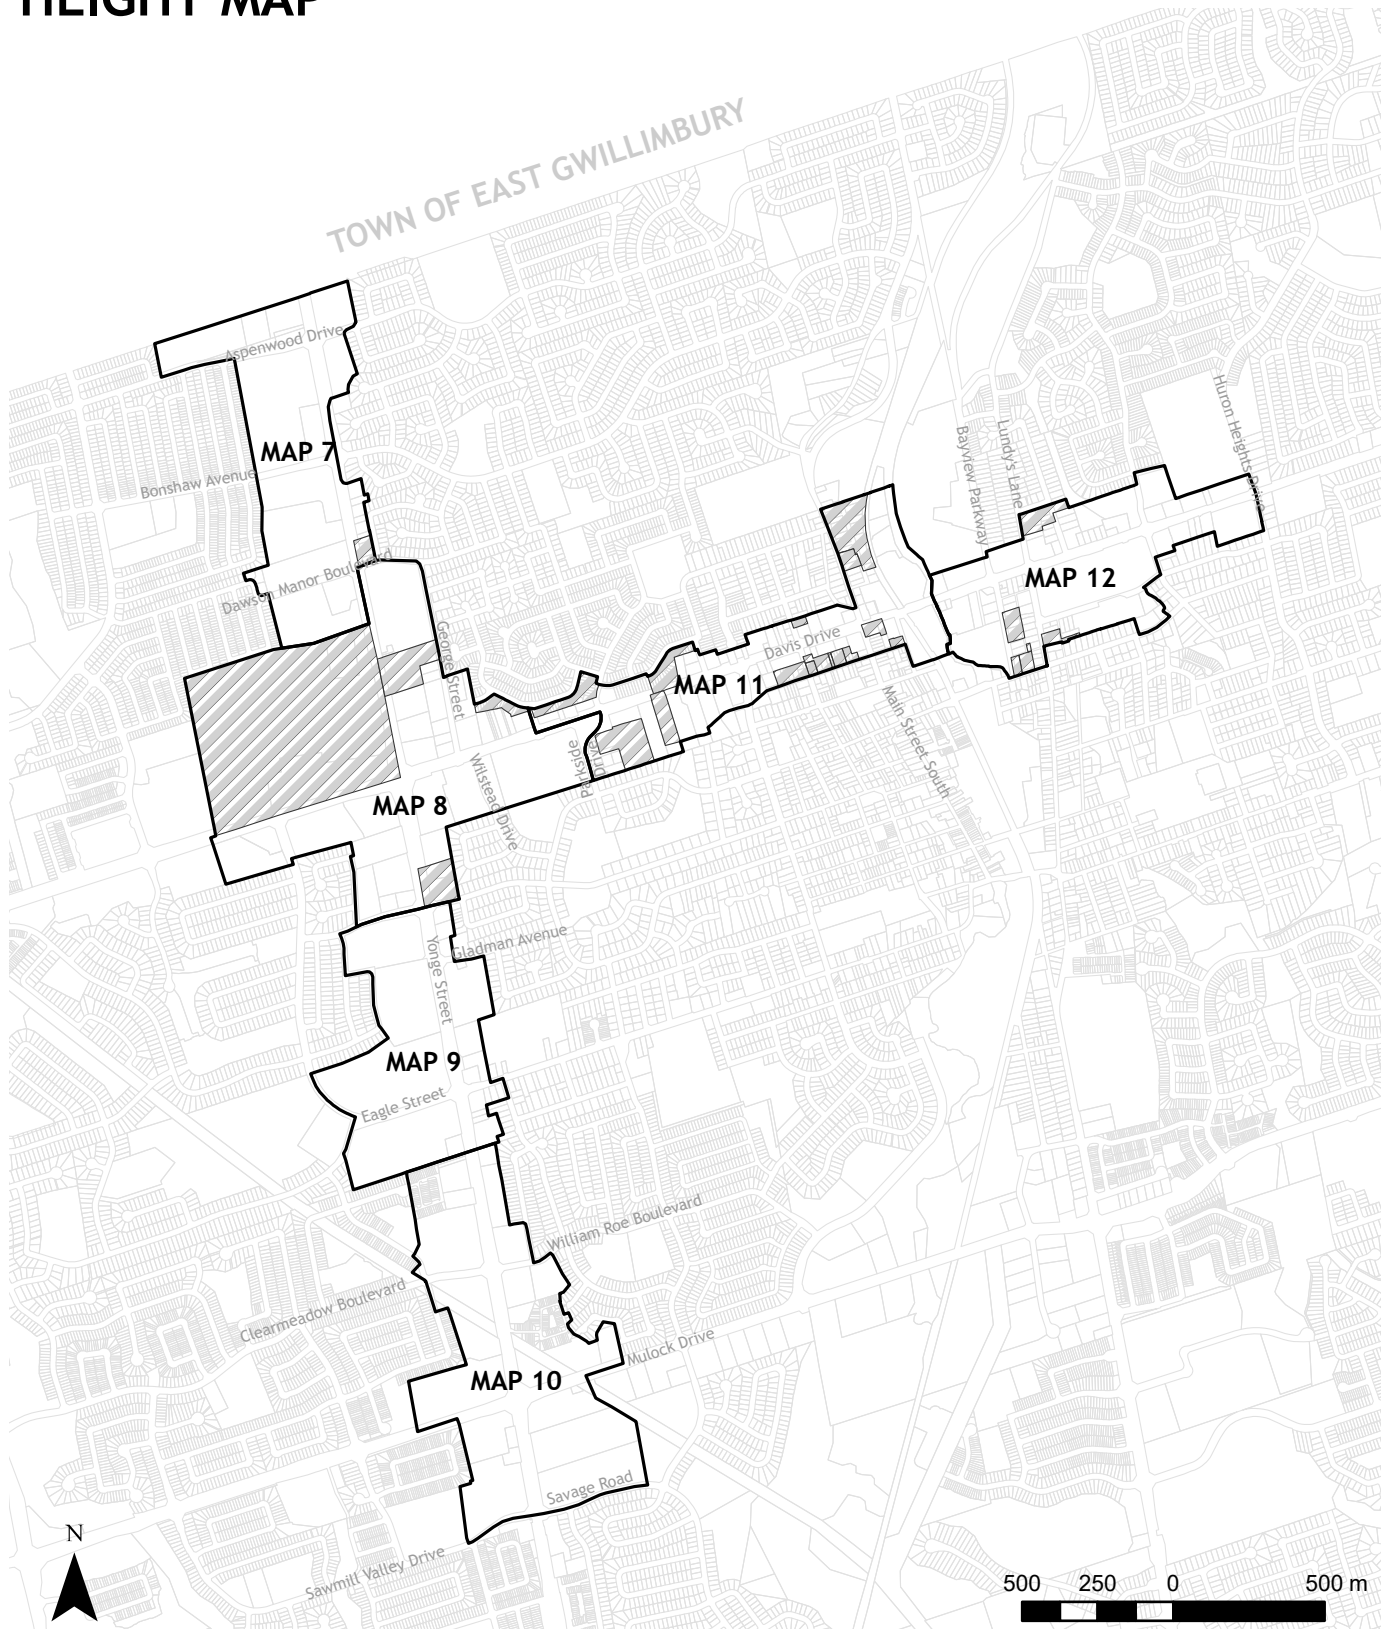 HEIGHT MAP
TOWN OF EAST GWILLIMBURY
Aspenwood Drive
MAP 7
Bonshaw Avenue
Huron Heights Drive
Lundy's Lane
Bayview Parkway
Dawson Manor Boulevard
MAP 12
George Street
Davis Drive
MAP 11
Main Street South
Parkside Drive
Wilstead Drive
MAP 8
Gladman Avenue
Yonge Street
MAP 9
Eagle Street
William Roe Boulevard
Clearmeadow Boulevard
Mulock Drive
MAP 10
Savage Road
Sawmill Valley Drive
N
500 250 0 500 m